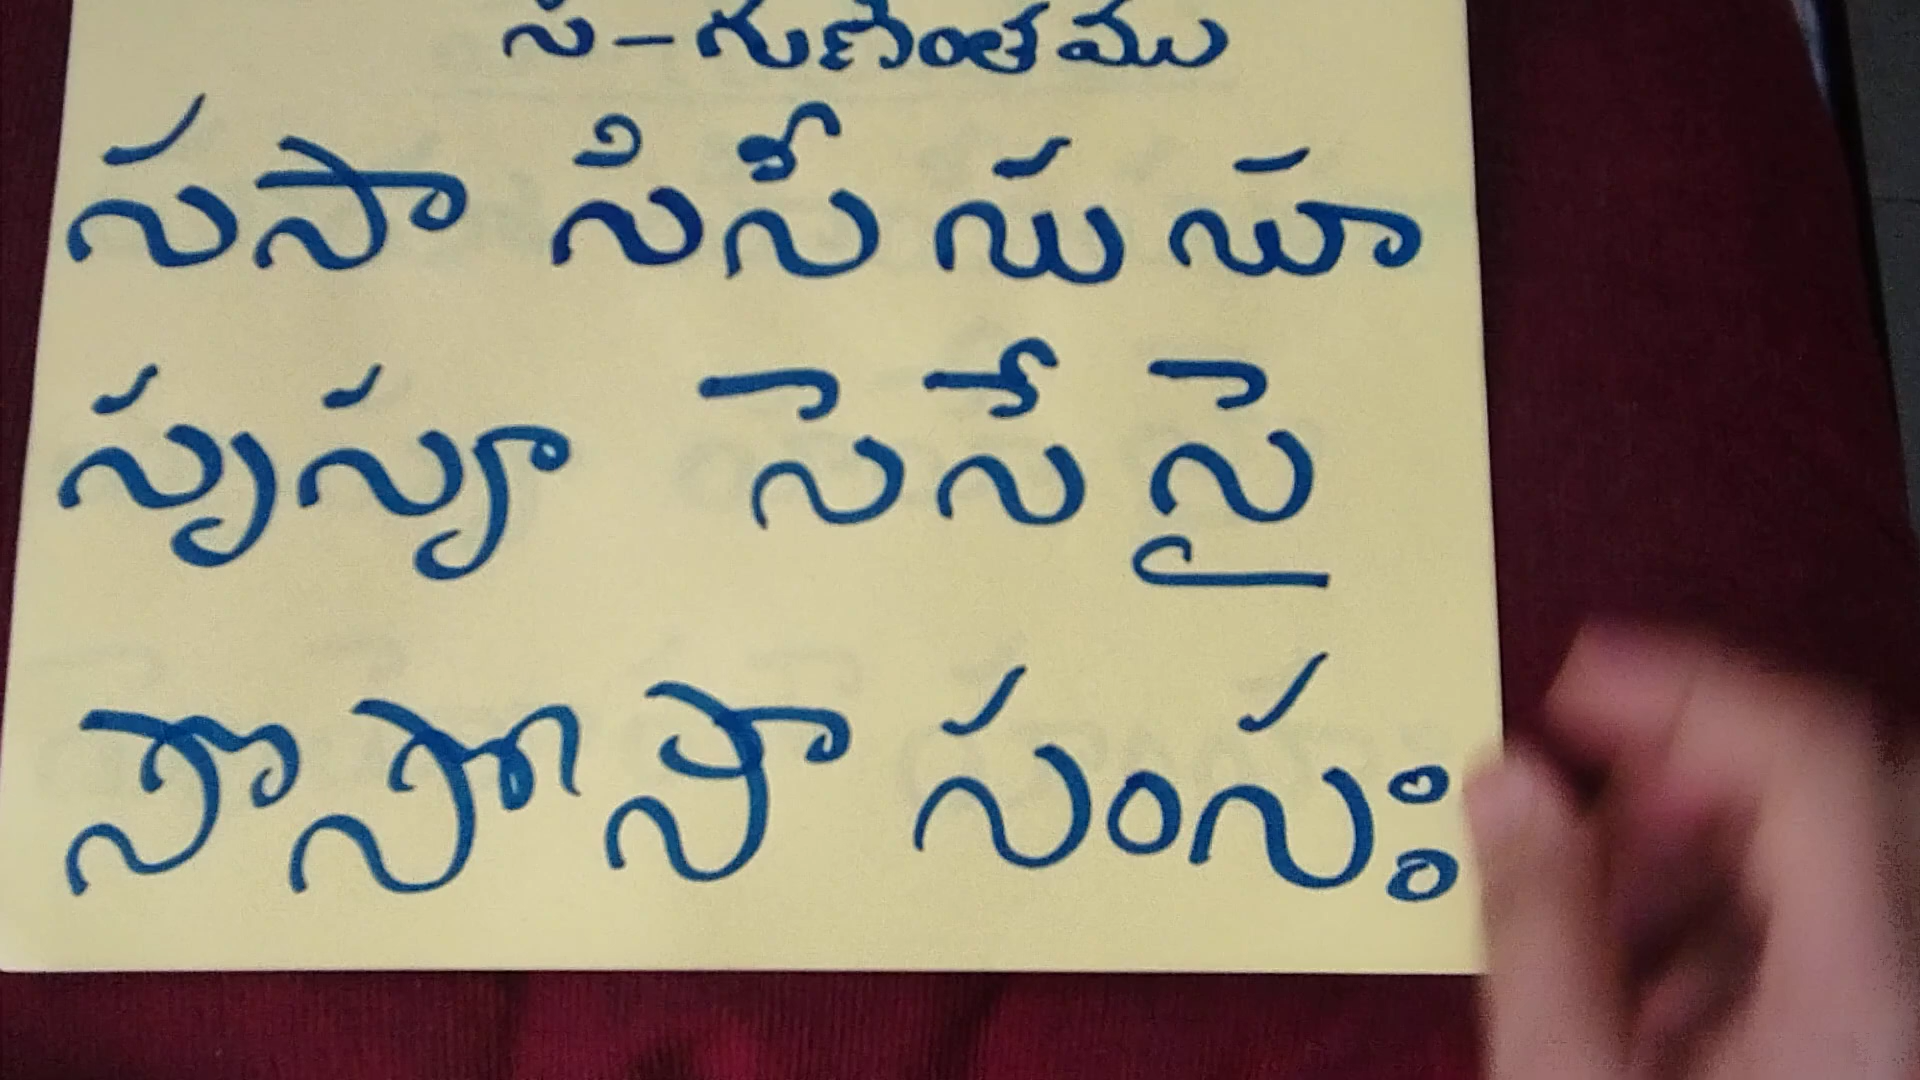 స - గుణింతము
స సా సి సీ సు సూ
సృ సౄ సె సే సై
సొ సో సౌ సం సః